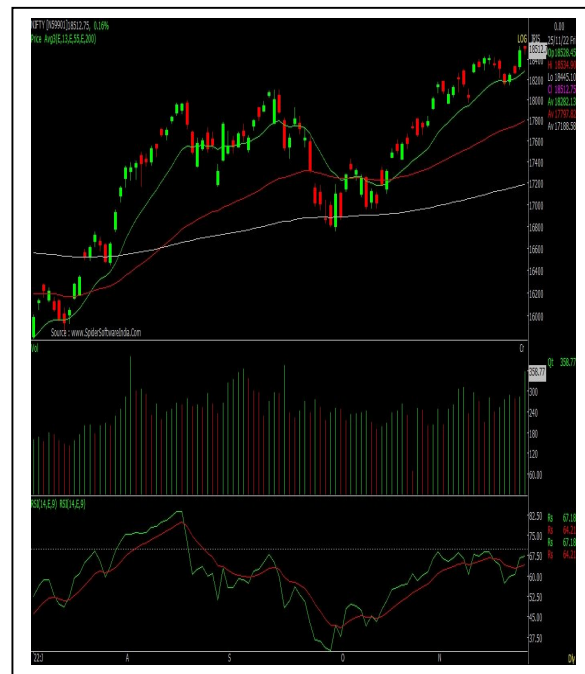 NIFTY [N59901]18512.75, 0.16%
Price Avg3(E,13,E,55,E,200)
LOG
0.00
25/11/22 Fri
Op 18528.45
Hi 18534.90
Lo 18445.10
Cl 18512.75
Av 18282.13
Av 17797.82
Av 17188.58
18400
18200
18000
17800
17600
17400
17200
17000
16800
16600
16400
16200
16000
Source : www.SpiderSoftwareIndia.Com
Vol
Cr
Qt 358.77
358.77
300
240
180
120
60.00
RSI(14,E,9) RSI(14,E,9)
Rs 67.18
Rs 64.21
Rs 67.18
Rs 64.21
82.50
75.00
67.50
60.00
52.50
45.00
37.50
A
S
O
N